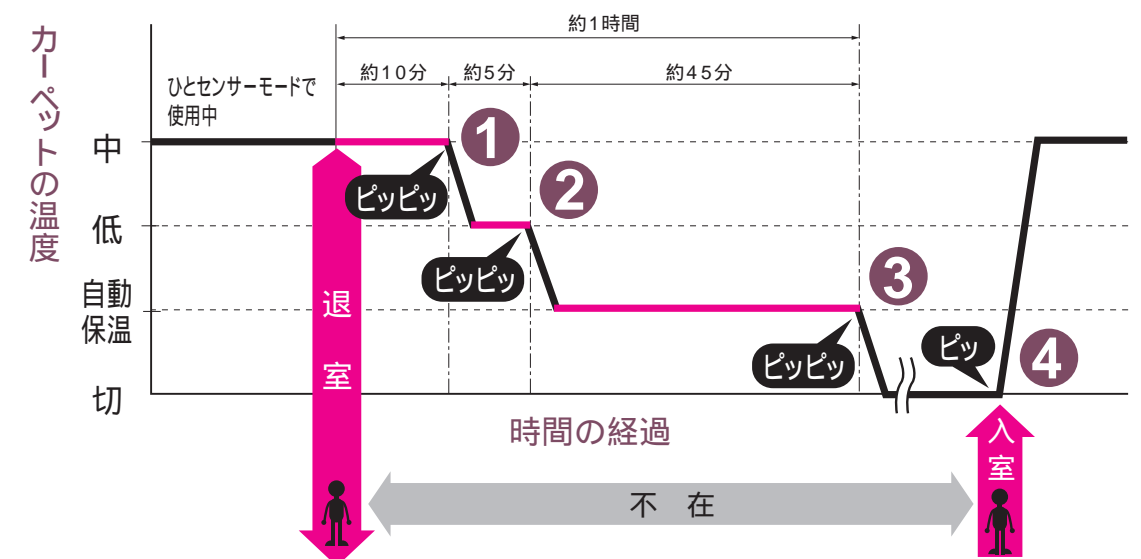 カーペットの温度
約1時間
約10分
約5分
約45分
ひとセンサーモードで
使用中
中
低
自動
保温
切
1
ピッピッ
2
ピッピッ
3
ピッピッ
ピッ
4
退室
入室
時間の経過
不在